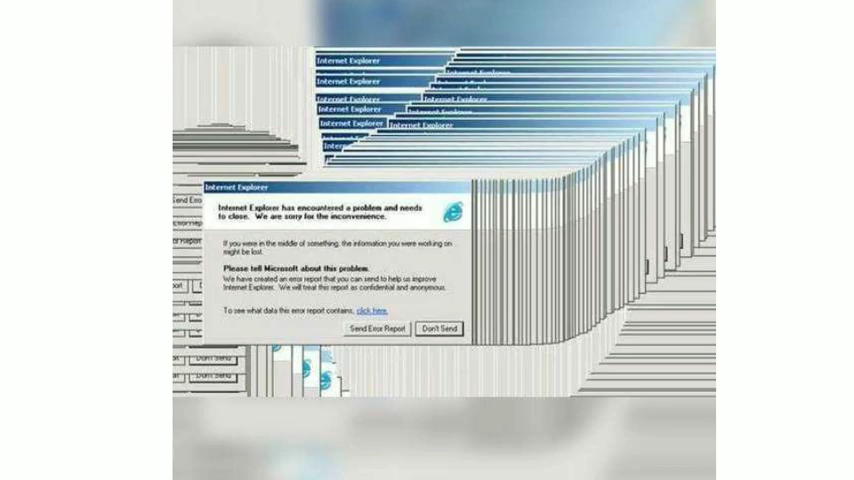 Internet Explorer
Internet Explorer
Internet Explorer
Internet Explorer
Internet Explorer
Internet Explorer
Internet Explorer
Internet Explorer
Internet Explorer
Internet Explorer has encountered a problem and needs
to close. We are sorry for the inconvenience.
If you were in the middle of something, the information you were working on
might be lost.
Please tell Microsoft about this problem.
We have created an error report that you can send to help us improve
Internet Explorer. We will treat this report as confidential and anonymous.
To see what data this error report contains, click here.
Send Error Report Don't Send
Don't Send
Don't Send